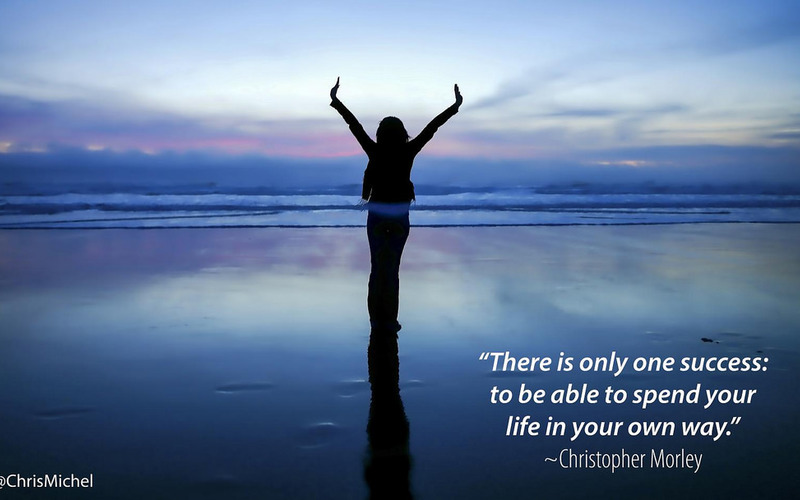 “There is only one success:
to be able to spend your
life in your own way.”
~Christopher Morley
@ChrisMichel